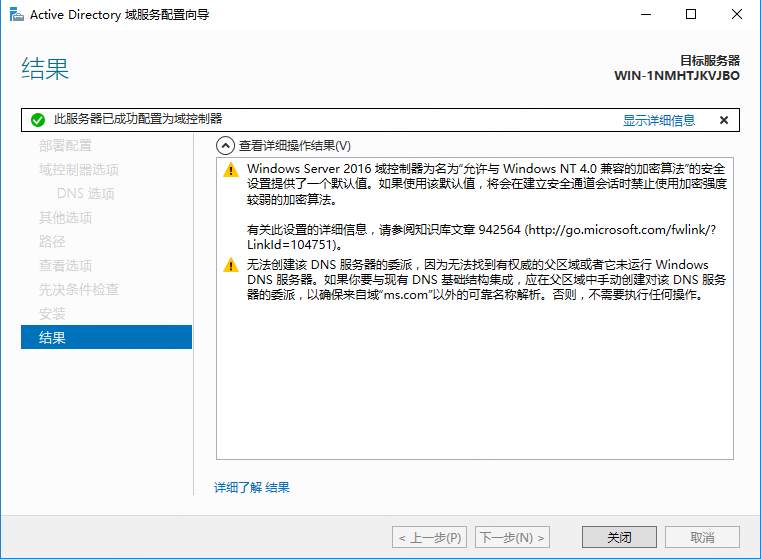 Active Directory 域服务配置向导
结果
目标服务器
WIN-1NMHTJKVJBO
此服务器已成功配置为域控制器
显示详细信息
部署配置
域控制器选项
DNS 选项
其他选项
路径
查看选项
先决条件检查
安装
结果
查看详细操作结果(V)
Windows Server 2016 域控制器为名为“允许与 Windows NT 4.0 兼容的加密算法”的安全
设置提供了一个默认值。如果使用该默认值，将会在建立安全通道会话时禁止使用加密强度
较弱的加密算法。
有关此设置的详细信息，请参阅知识库文章 942564 (http://go.microsoft.com/fwlink/?
LinkId=104751)。
无法创建该 DNS 服务器的委派，因为无法找到有权威的父区域或者它未运行 Windows
DNS 服务器。如果你要与现有 DNS 基础结构集成，应在父区域中手动创建对该 DNS 服务
器的委派，以确保来自域“ms.com”以外的可靠名称解析。否则，不需要执行任何操作。
详细了解 结果
< 上一步(P)
下一步(N) >
关闭
取消